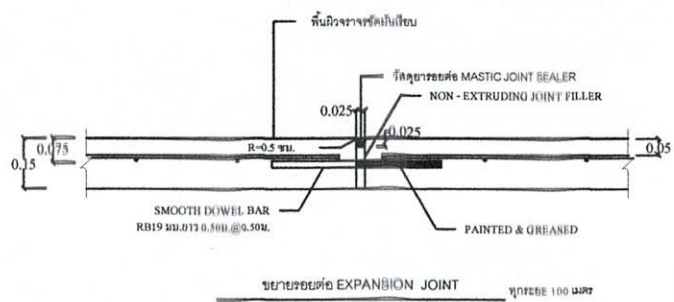 พื้นผิวจราจรขัดมันเรียบ
วัสดุยารอยต่อ MASTIC JOINT SEALER
0.025
NON - EXTRUDING JOINT FILLER
0.025
0.075
R=0.5 ซม.
0.05
0.15
SMOOTH DOWEL BAR
RB19 มม.ยาว 0.50ม.@0.50ม.
PAINTED & GREASED
ขยายรอยต่อ EXPANSION JOINT
ทุกระยะ 100 เมตร